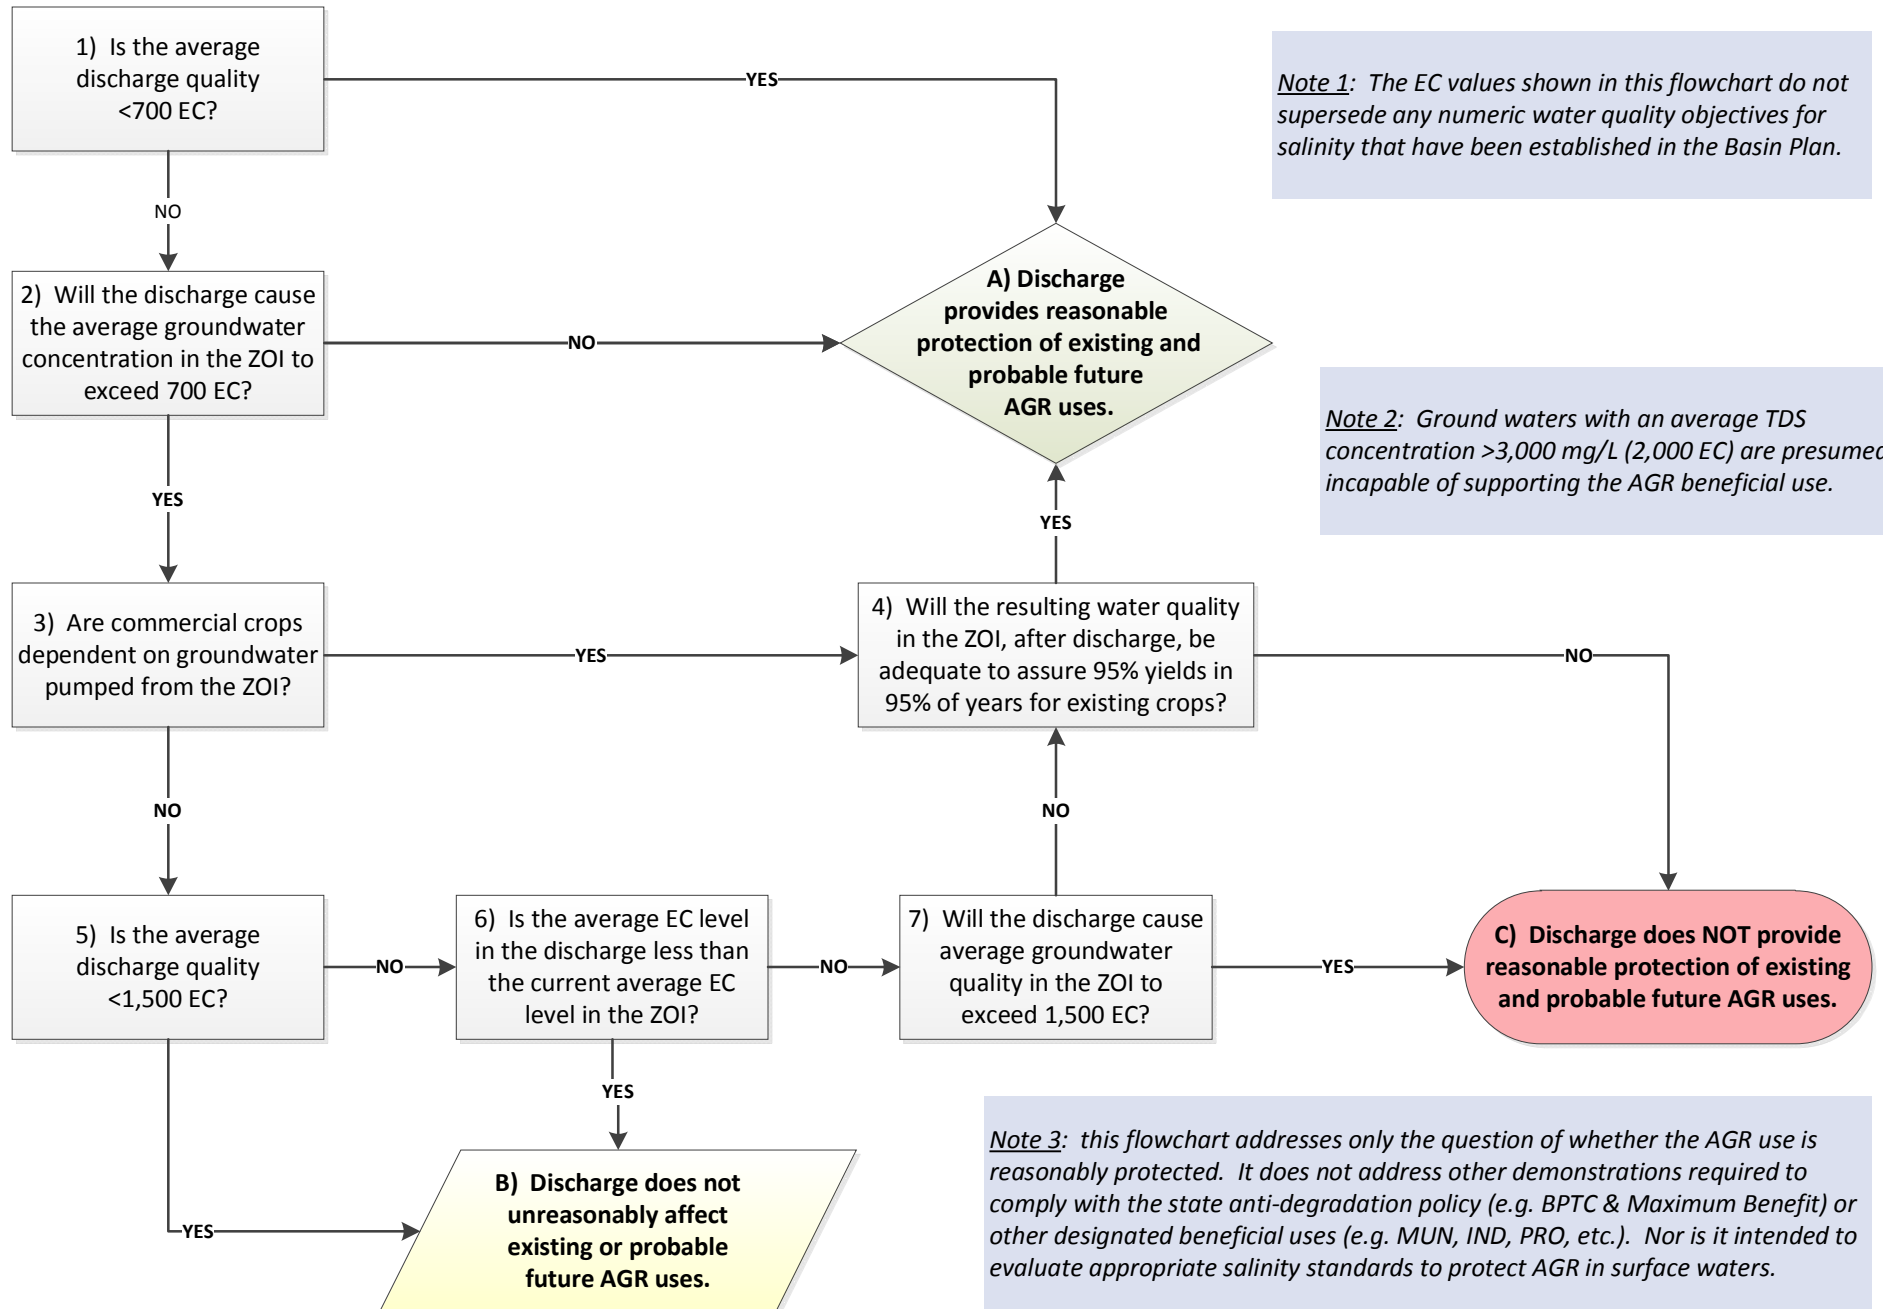 1) Is the average
discharge quality
<700 EC?
YES
Note 1: The EC values shown in this flowchart do not
supersede any numeric water quality objectives for
salinity that have been established in the Basin Plan.
NO
2) Will the discharge cause
the average groundwater
concentration in the ZOI to
exceed 700 EC?
NO
A) Discharge
provides reasonable
protection of existing and
probable future
AGR uses.
Note 2: Ground waters with an average TDS
concentration >3,000 mg/L (2,000 EC) are presumed
incapable of supporting the AGR beneficial use.
YES
YES
3) Are commercial crops
dependent on groundwater
pumped from the ZOI?
YES
4) Will the resulting water quality
in the ZOI, after discharge, be
adequate to assure 95% yields in
95% of years for existing crops?
NO
NO
NO
5) Is the average
discharge quality
<1,500 EC?
NO
6) Is the average EC level
in the discharge less than
the current average EC
level in the ZOI?
NO
7) Will the discharge cause
average groundwater
quality in the ZOI to
exceed 1,500 EC?
YES
C) Discharge does NOT provide
reasonable protection of existing
and probable future AGR uses.
YES
YES
B) Discharge does not
unreasonably affect
existing or probable
future AGR uses.
Note 3: this flowchart addresses only the question of whether the AGR use is
reasonably protected. It does not address other demonstrations required to
comply with the state anti-degradation policy (e.g. BPTC & Maximum Benefit) or
other designated beneficial uses (e.g. MUN, IND, PRO, etc.). Nor is it intended to
evaluate appropriate salinity standards to protect AGR in surface waters.